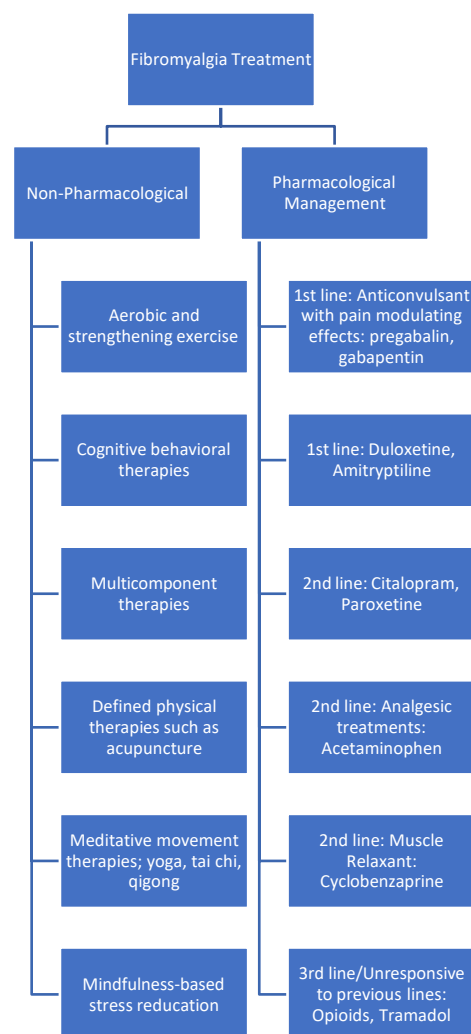 Fibromyalgia Treatment
Non-Pharmacological
Aerobic and
strengthening exercise
Cognitive behavioral
therapies
Multicomponent
therapies
Defined physical
therapies such as
acupuncture
Meditative movement
therapies; yoga, tai chi,
qigong
Mindfulness-based
stress reducation
Pharmacological
Management
1st line: Anticonvulsant
with pain modulating
effects: pregabalin,
gabapentin
1st line: Duloxetine,
Amitryptiline
2nd line: Citalopram,
Paroxetine
2nd line: Analgesic
treatments:
Acetaminophen
2nd line: Muscle
Relaxant:
Cyclobenzaprine
3rd line/Unresponsive
to previous lines:
Opioids, Tramadol